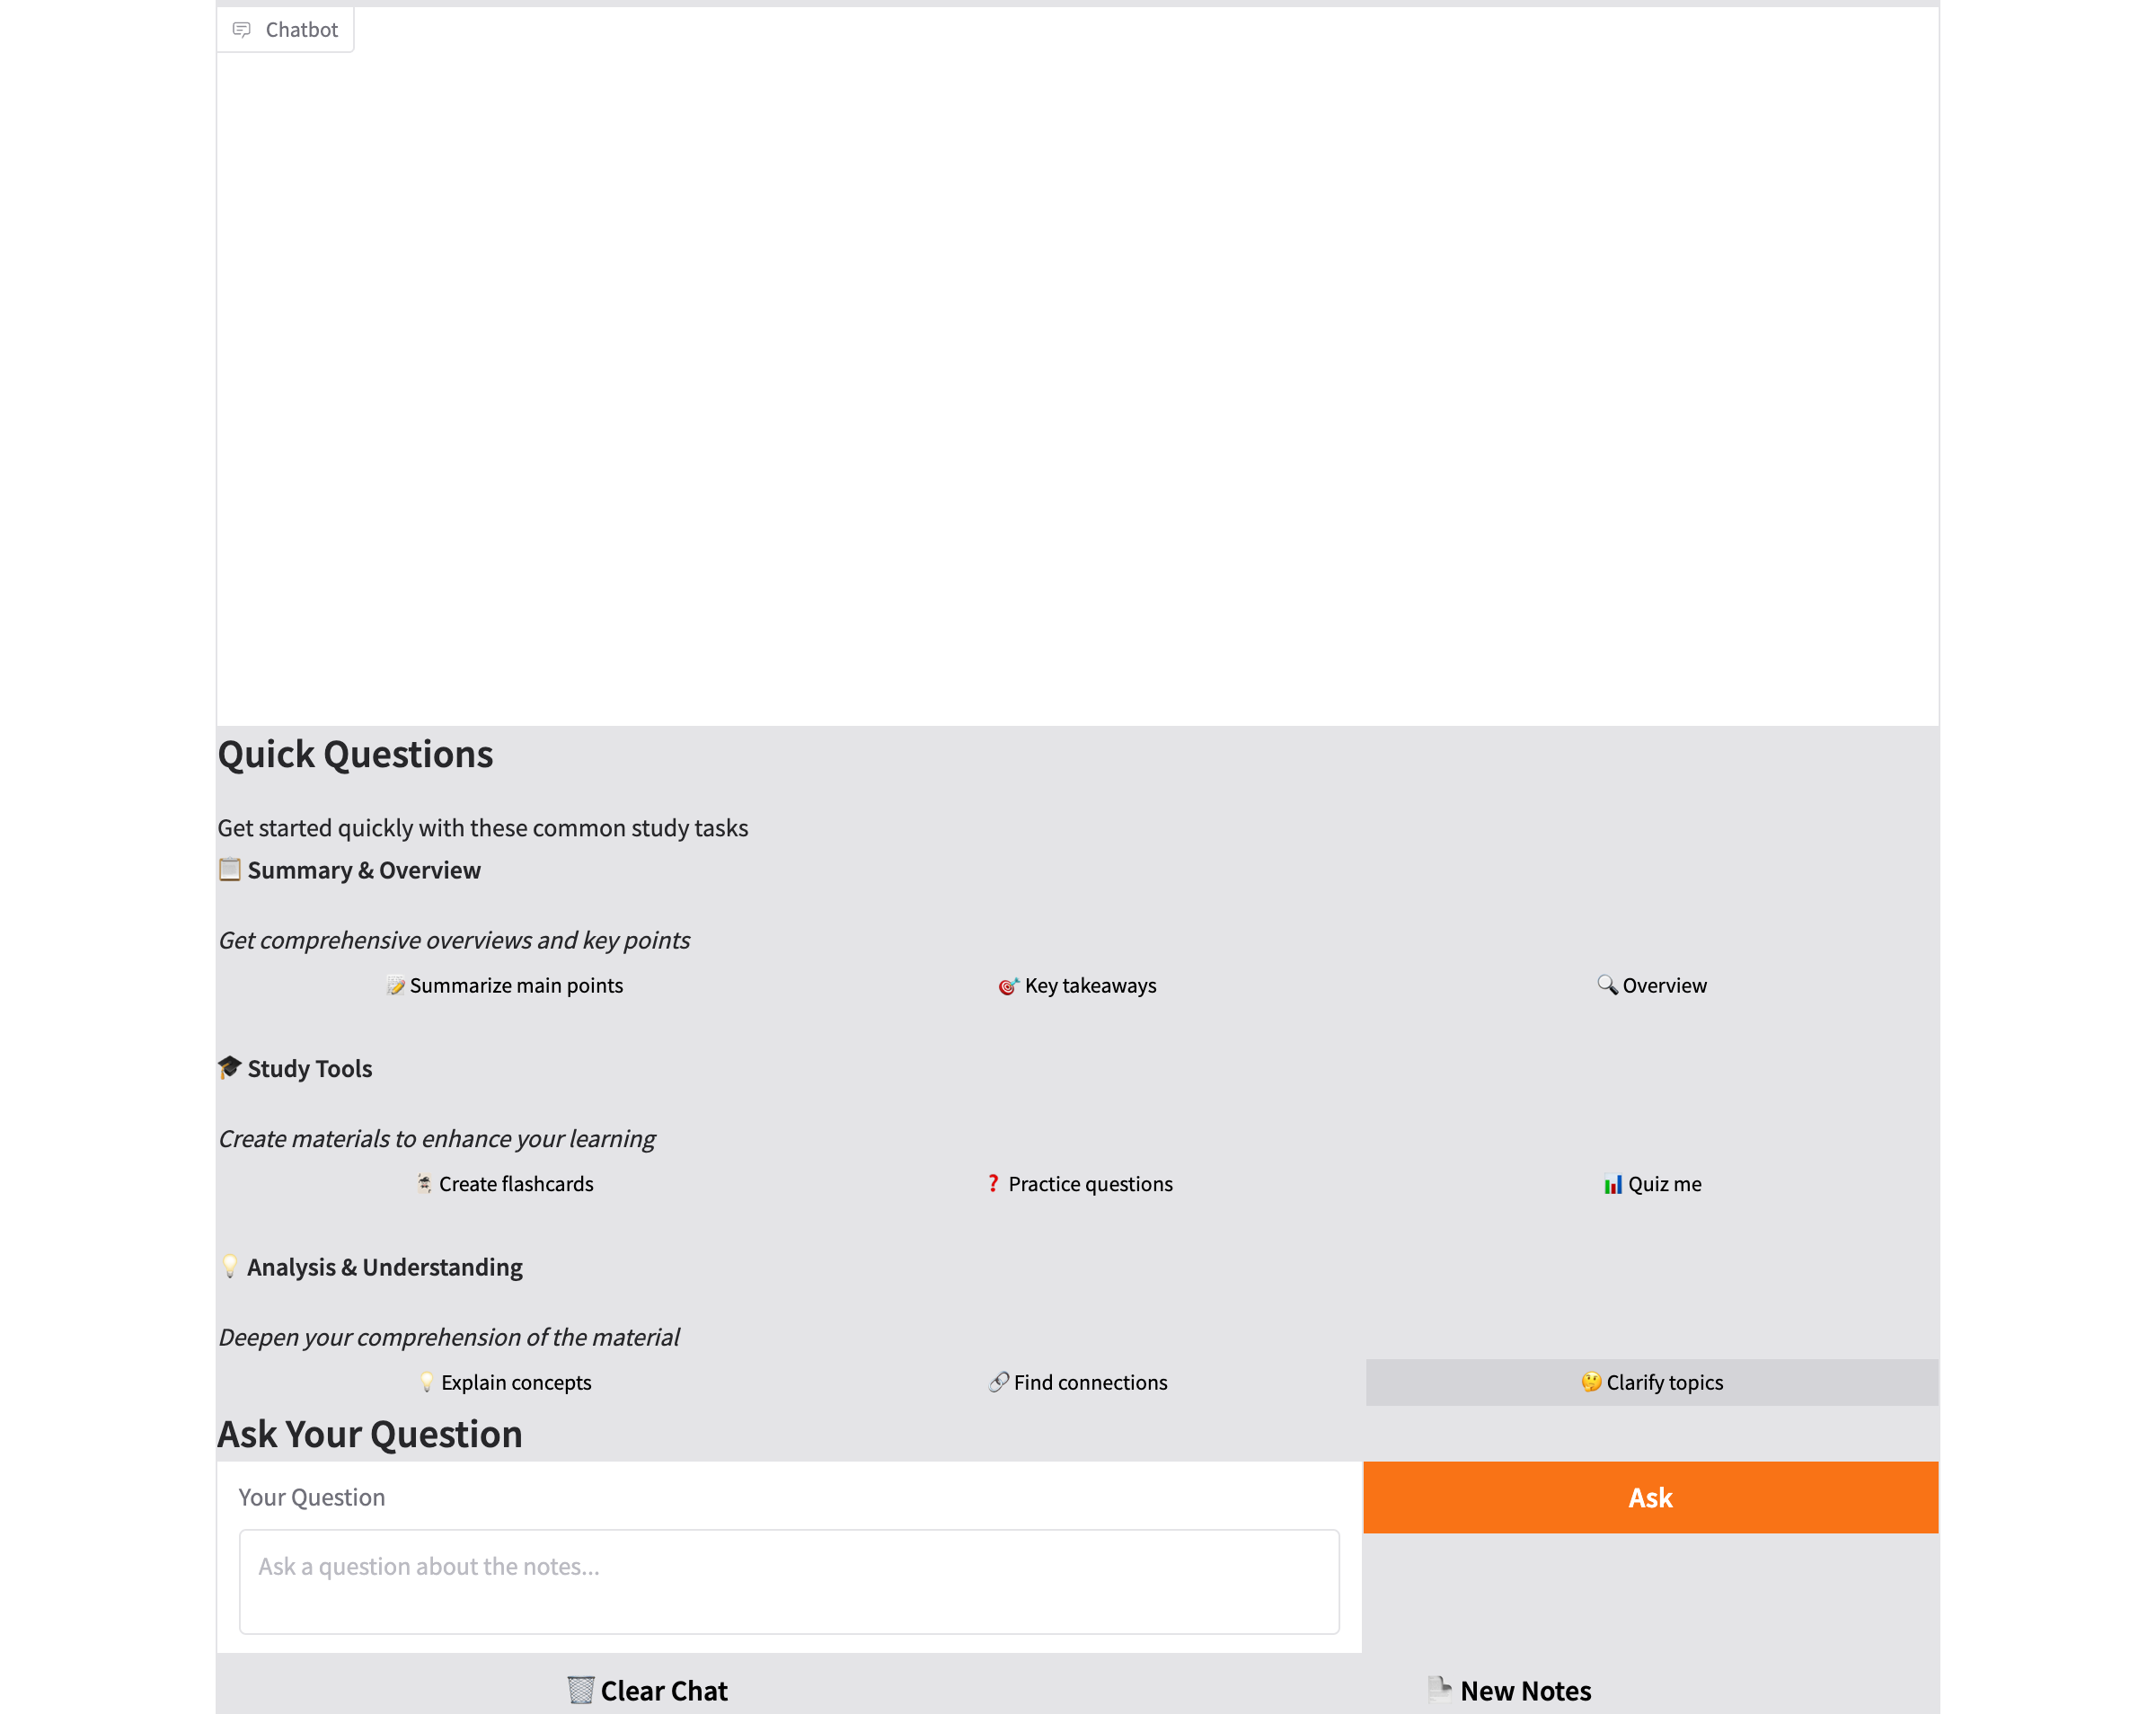 Chatbot
Quick Questions
Get started quickly with these common study tasks
📋 Summary & Overview
Get comprehensive overviews and key points
📝 Summarize main points
🎯 Key takeaways
🔍 Overview
🎓 Study Tools
Create materials to enhance your learning
🃏 Create flashcards
❓ Practice questions
📊 Quiz me
💡 Analysis & Understanding
Deepen your comprehension of the material
💡 Explain concepts
🔗 Find connections
🤔 Clarify topics
Ask Your Question
Your Question
Ask
Ask a question about the notes...
🗑️ Clear Chat
📄 New Notes